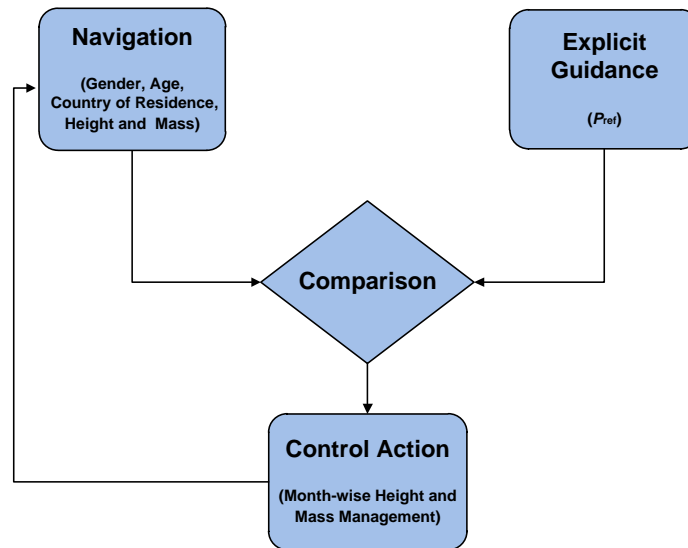 Navigation
(Gender, Age,
Country of Residence,
Height and Mass)
Explicit
Guidance
(Pref)
Comparison
Control Action
(Month-wise Height and
Mass Management)